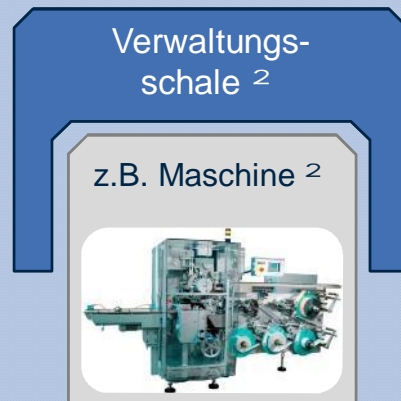 Verwaltungs-
schale ²
z.B. Maschine ²